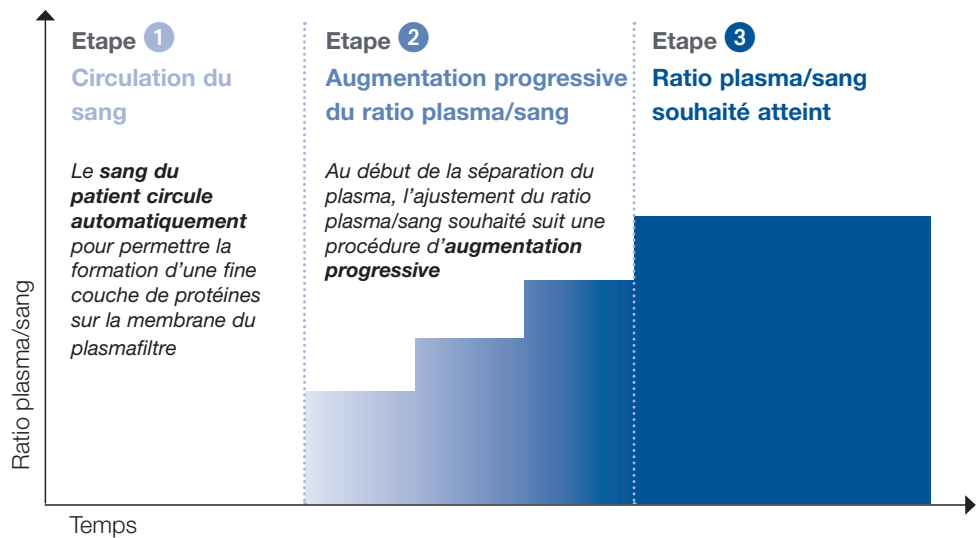 Etape 1
Circulation du
sang
Le sang du
patient circule
automatiquement
pour permettre la
formation d'une fine
couche de protéines
sur la membrane du
plasmafiltre
Etape 2
Augmentation progressive
du ratio plasma/sang
Au début de la séparation du
plasma, l'ajustement du ratio
plasma/sang souhaité suit une
procédure d'augmentation
progressive
Etape 3
Ratio plasma/sang
souhaité atteint
Ratio plasma/sang
Temps